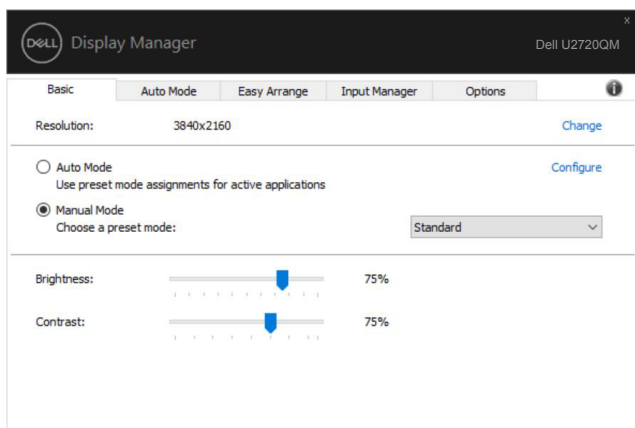 DELL Display Manager
x
Dell U2720QM
Basic Auto Mode Easy Arrange Input Manager Options i
Resolution: 3840x2160 Change
Auto Mode Configure
Use preset mode assignments for active applications
Manual Mode
Choose a preset mode: Standard
Brightness: 75%
Contrast: 75%